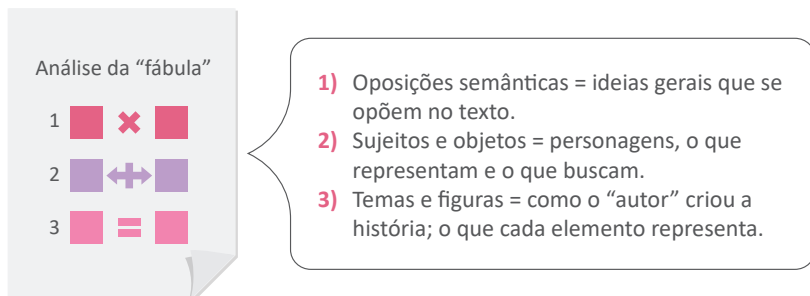 Análise da “fábula”
1
2
3
1) Oposições semânticas = ideias gerais que se
opõem no texto.
2) Sujeitos e objetos = personagens, o que
representam e o que buscam.
3) Temas e figuras = como o “autor” criou a
história; o que cada elemento representa.